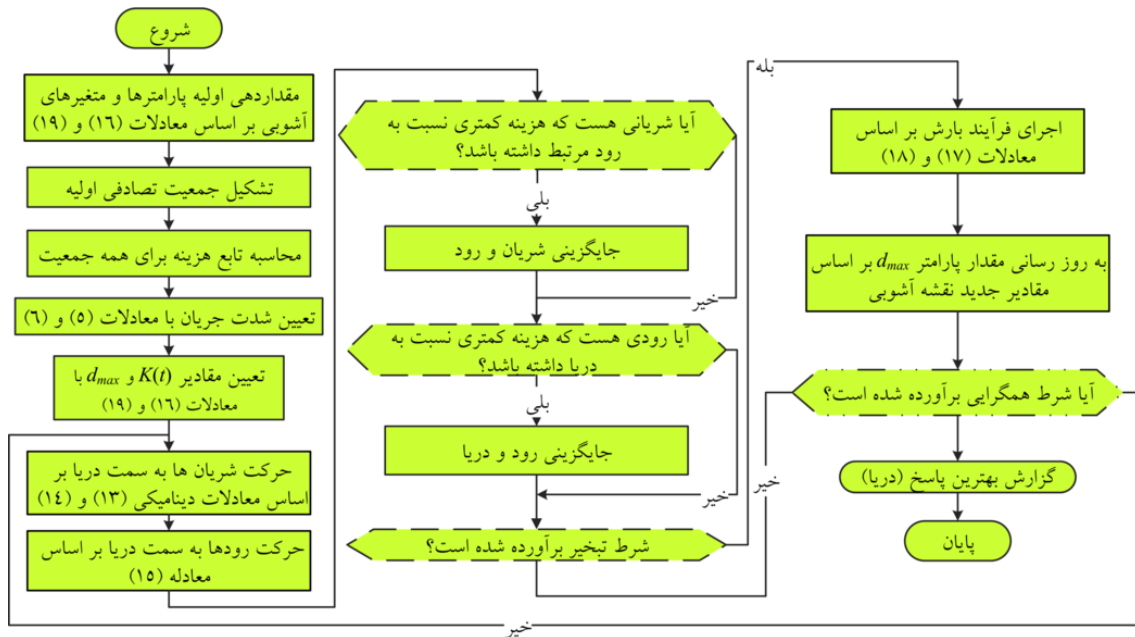 شروع
مقداردهی اولیه پارامترها و متغیرهای
آشوبی بر اساس معادلات (۱۶) و (۱۹)
تشکیل جمعیت تصادفی اولیه
محاسبه تابع هزینه برای همه جمعیت
تعیین شدت جریان با معادلات (۵) و (۶)
تعیین مقادیر K(t) و dmax با
معادلات (۱۶) و (۱۹)
حرکت شریان ها به سمت دریا بر
اساس معادلات دینامیکی (۱۳) و (۱۴)
حرکت رودها به سمت دریا بر اساس
معادله (۱۵)
آیا شریانی هست که هزینه کمتری نسبت به
رود مرتبط داشته باشد؟
بلی
جایگزینی شریان و رود
خیر
آیا رودی هست که هزینه کمتری نسبت به
دریا داشته باشد؟
بلی
جایگزینی رود و دریا
خیر
شرط تبخیر برآورده شده است؟
بله
خیر
اجرای فرآیند بارش بر اساس
معادلات (۱۷) و (۱۸)
به روز رسانی مقدار پارامتر dmax بر اساس
مقادیر جدید نقشه آشوبی
آیا شرط همگرایی برآورده شده است؟
گزارش بهترین پاسخ (دریا)
پایان
خیر